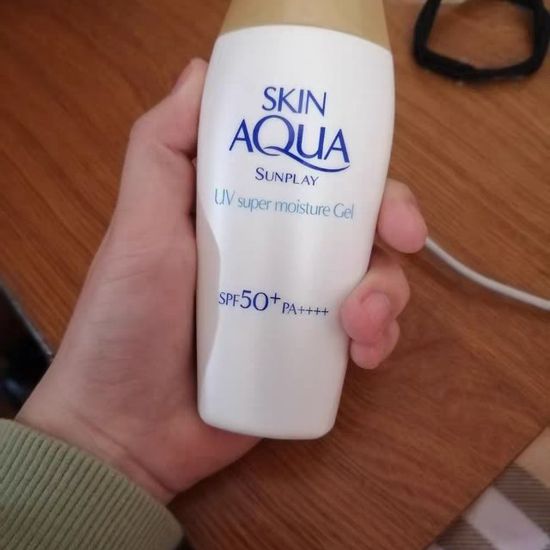 SKIN
AQUA
SUNPLAY
UV super moisture Gel
SPF50+ PA++++